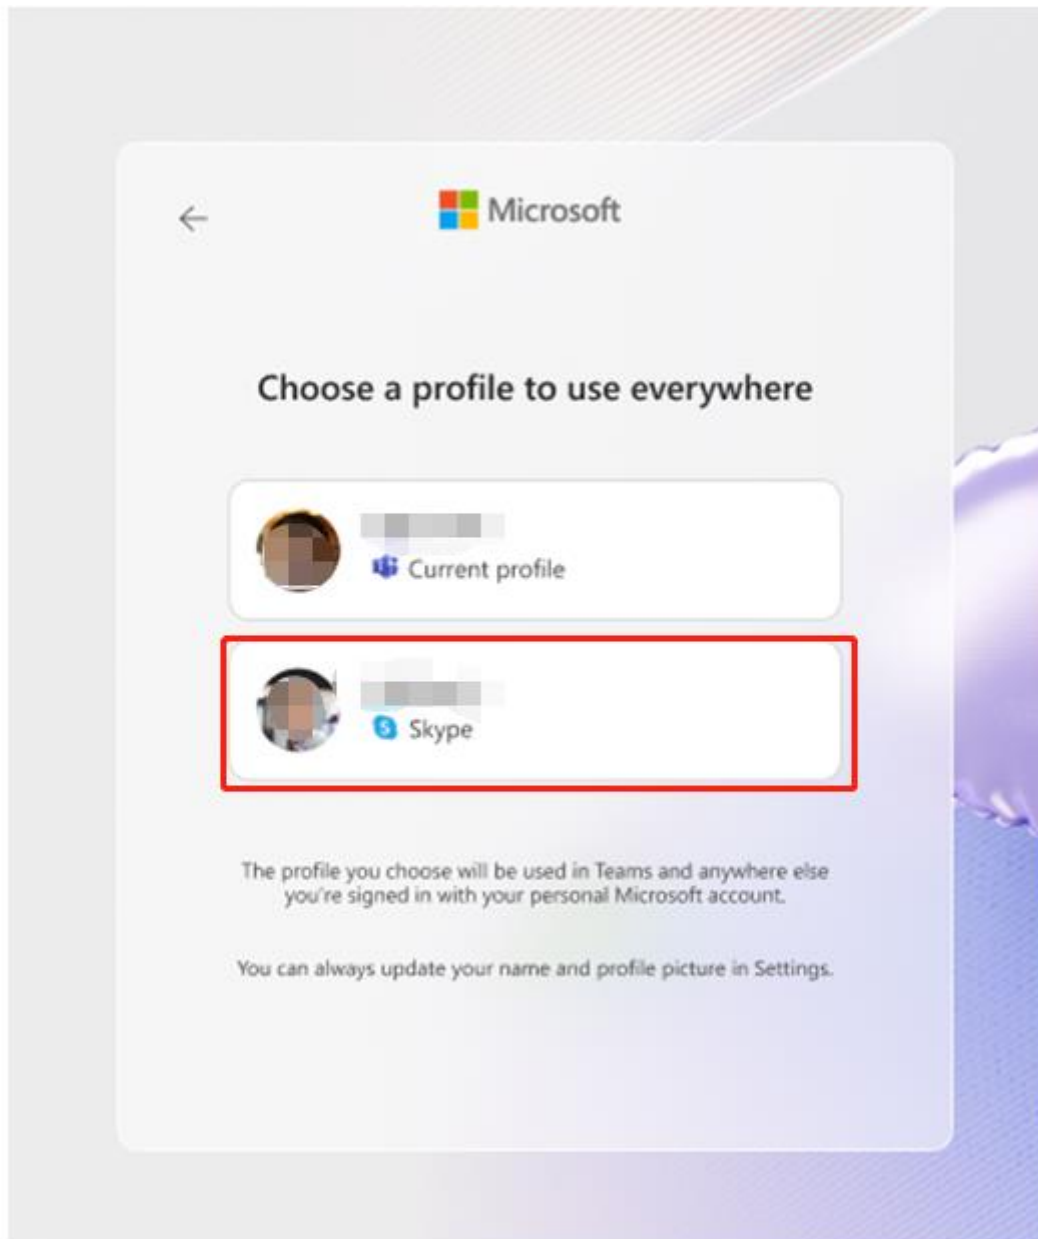 Microsoft
Choose a profile to use everywhere
Current profile
Skype
The profile you choose will be used in Teams and anywhere else
you're signed in with your personal Microsoft account.
You can always update your name and profile picture in Settings.